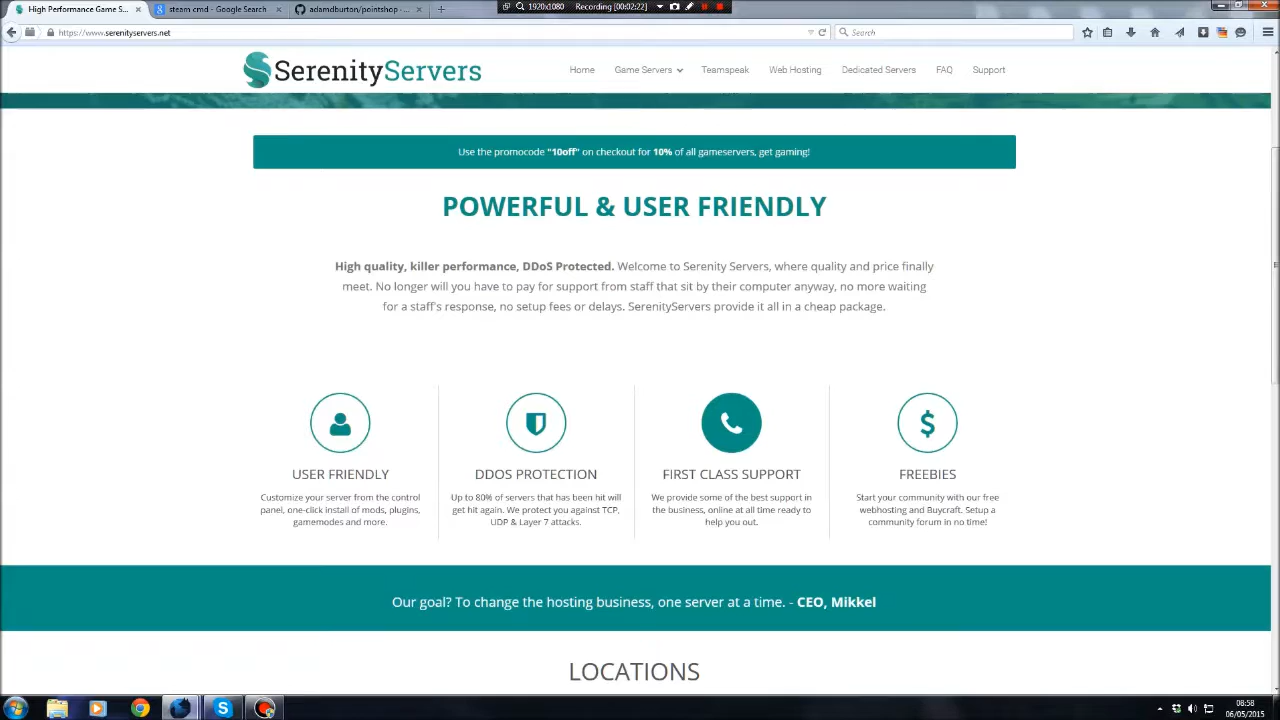 1920x1080 Recording [00:02:22]
High Performance Game S...
steam cmd - Google Search
adamdburton/pointshop - ...
https://www.serenityservers.net
Search
SerenityServers
Home Game Servers Teamspeak Web Hosting Dedicated Servers FAQ Support
Use the promocode "10off" on checkout for 10% of all gameservers, get gaming!
POWERFUL & USER FRIENDLY
High quality, killer performance, DDoS Protected. Welcome to Serenity Servers, where quality and price finally
meet. No longer will you have to pay for support from staff that sit by their computer anyway, no more waiting
for a staff's response, no setup fees or delays. SerenityServers provide it all in a cheap package.
USER FRIENDLY
Customize your server from the control
panel, one-click install of mods, plugins,
gamemodes and more.
DDOS PROTECTION
Up to 80% of servers that has been hit will
get hit again. We protect you against TCP,
UDP & Layer 7 attacks.
FIRST CLASS SUPPORT
We provide some of the best support in
the business, online at all time ready to
help you out.
FREEBIES
Start your community with our free
webhosting and Buycraft. Setup a
community forum in no time!
Our goal? To change the hosting business, one server at a time. - CEO, Mikkel
LOCATIONS
08:58
06/05/2015